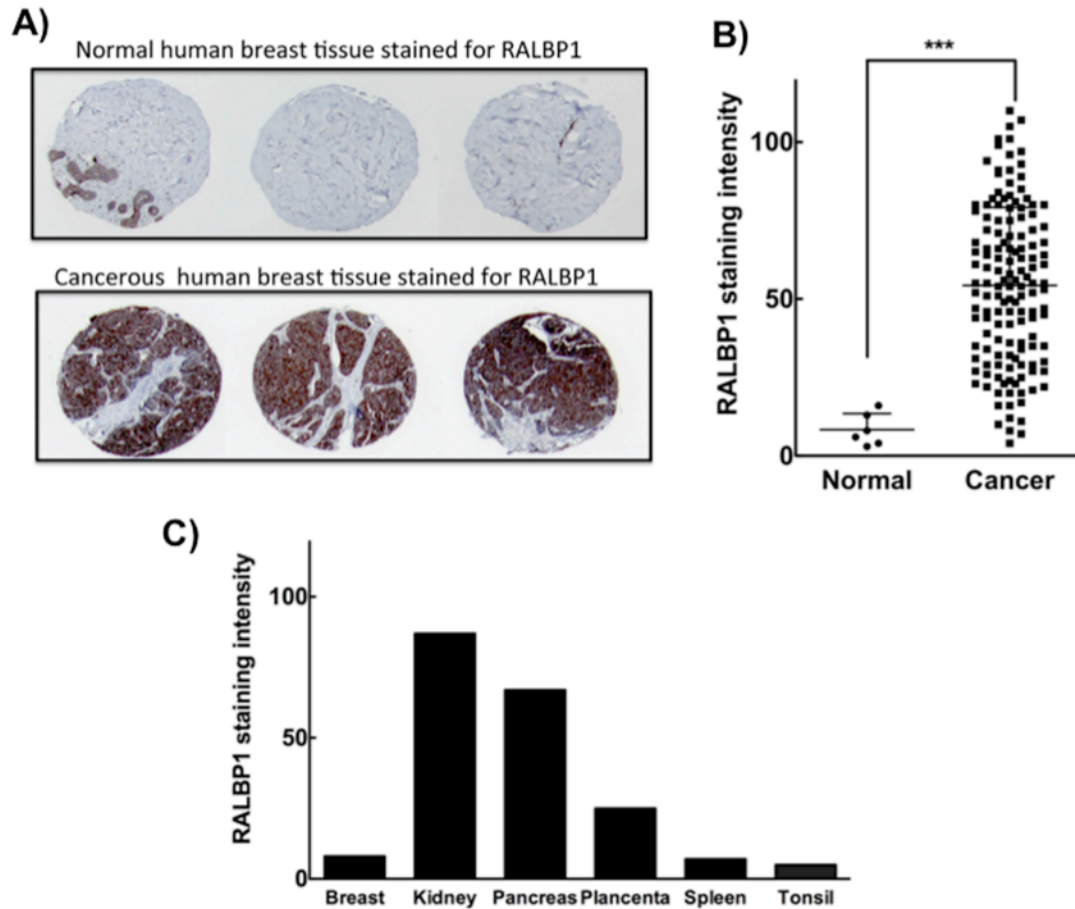 A)
Normal human breast tissue stained for RALBP1
Cancerous human breast tissue stained for RALBP1
B)
***
RALBP1 staining intensity
100
50
0
Normal Cancer
C)
RALBP1 staining intensity
100
50
0
Breast Kidney Pancreas Plancenta Spleen Tonsil